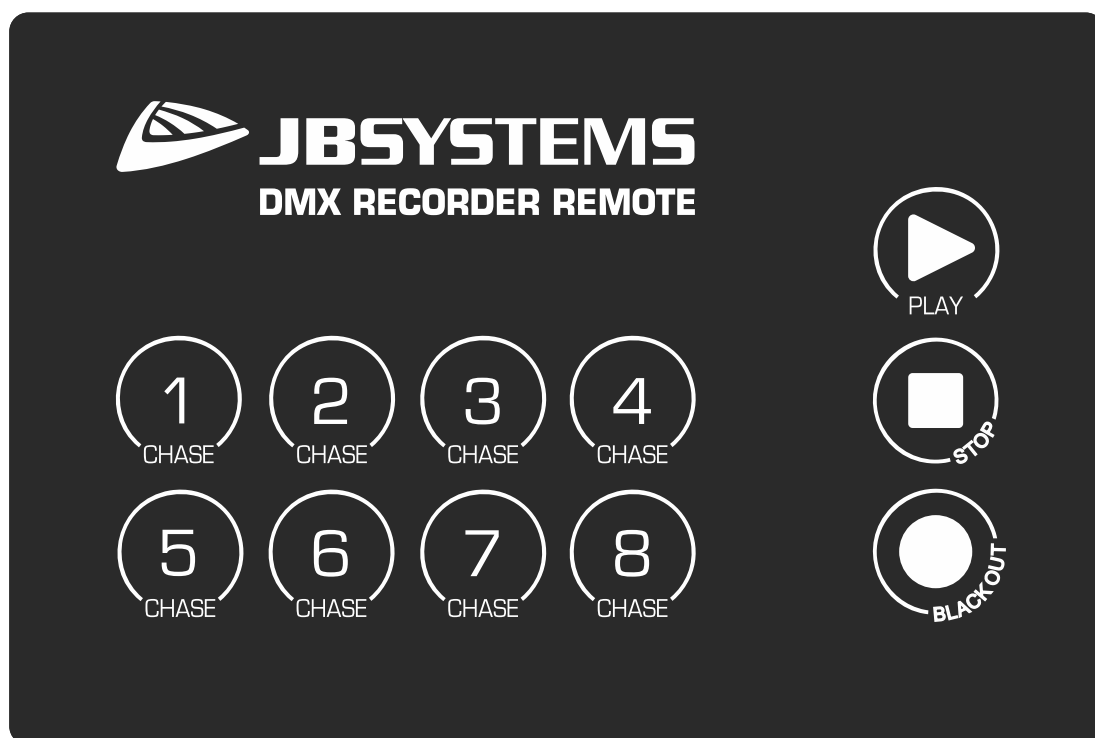 JBSYSTEMS
DMX RECORDER REMOTE
PLAY
1 2 3 4
CHASE CHASE CHASE CHASE
STOP
5 6 7 8
CHASE CHASE CHASE CHASE
BLACKOUT